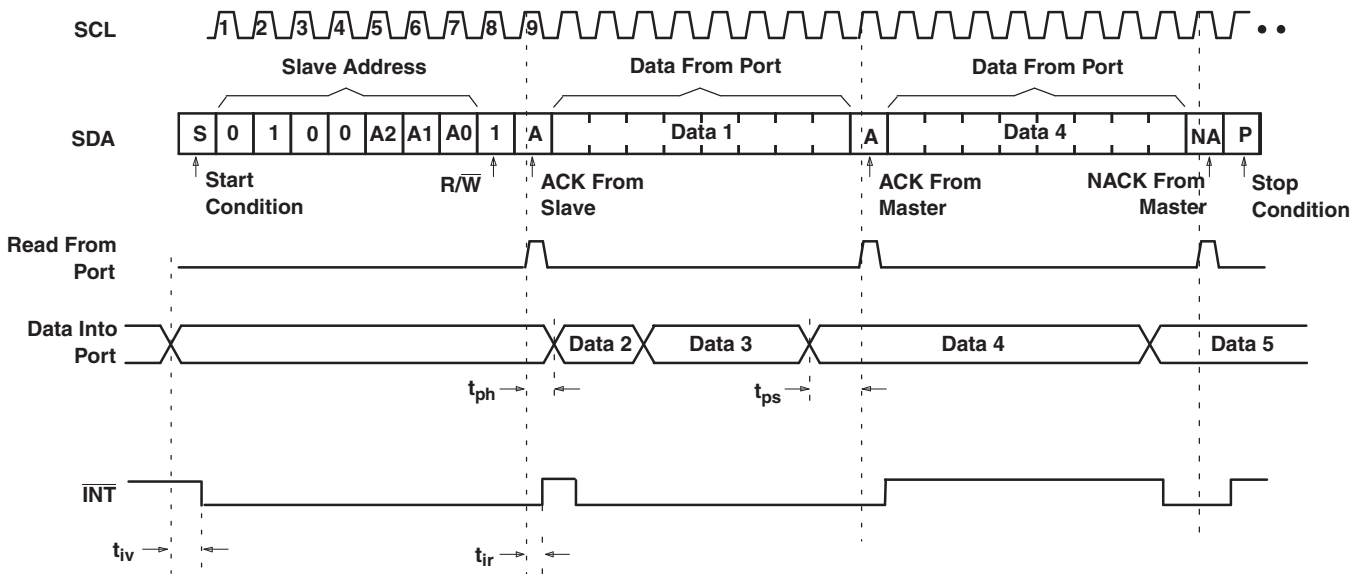 SCL
1 2 3 4 5 6 7 8 9
Slave Address
Data From Port
Data From Port
SDA
S 0 1 0 0 A2 A1 A0 1 A Data 1 A Data 4 NA P
Start
Condition
R/W̅
ACK From
Slave
ACK From
Master
NACK From
Master
Stop
Condition
Read From
Port
Data Into
Port
Data 2 Data 3 Data 4 Data 5
tph
tps
I̅N̅T̅
tiv
tir